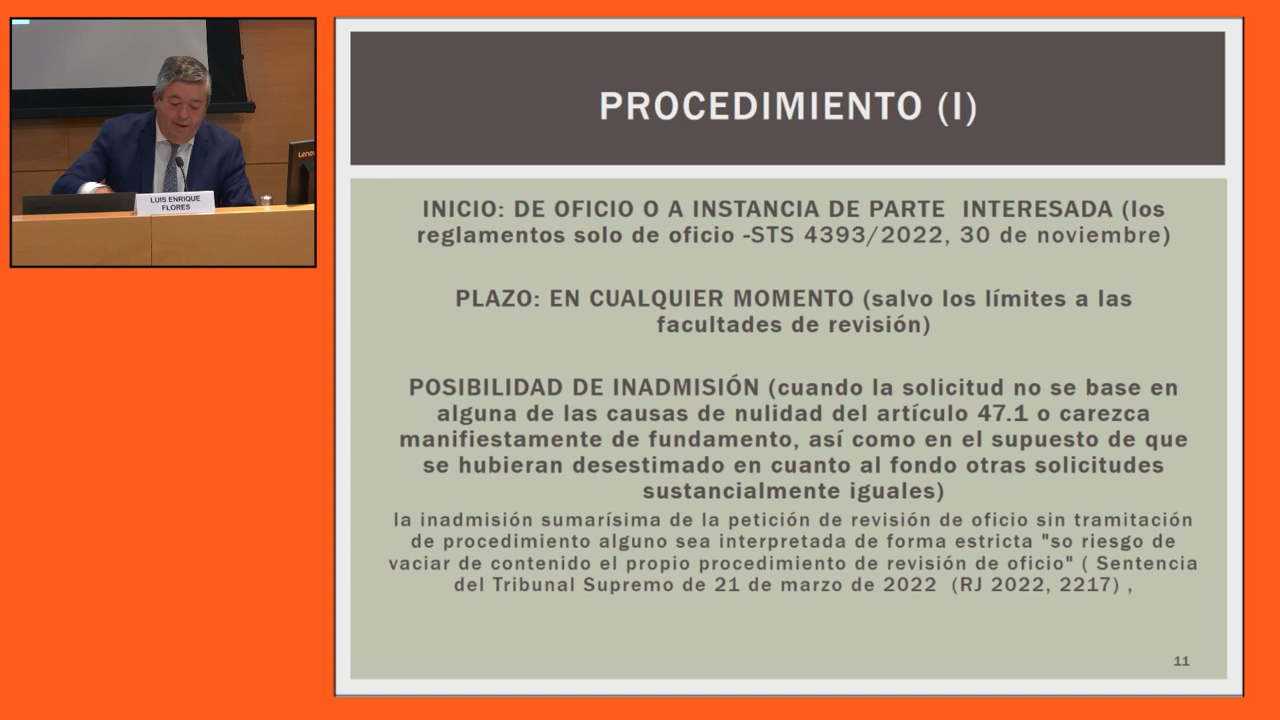 Lenovo
LUIS ENRIQUE
FLORES
PROCEDIMIENTO (I)
INICIO: DE OFICIO O A INSTANCIA DE PARTE INTERESADA (los
reglamentos solo de oficio -STS 4393/2022, 30 de noviembre)
PLAZO: EN CUALQUIER MOMENTO (salvo los límites a las
facultades de revisión)
POSIBILIDAD DE INADMISIÓN (cuando la solicitud no se base en
alguna de las causas de nulidad del artículo 47.1 o carezca
manifiestamente de fundamento, así como en el supuesto de que
se hubieran desestimado en cuanto al fondo otras solicitudes
sustancialmente iguales)
la inadmisión sumarísima de la petición de revisión de oficio sin tramitación
de procedimiento alguno sea interpretada de forma estricta "so riesgo de
vaciar de contenido el propio procedimiento de revisión de oficio" ( Sentencia
del Tribunal Supremo de 21 de marzo de 2022 (RJ 2022, 2217) ,
11